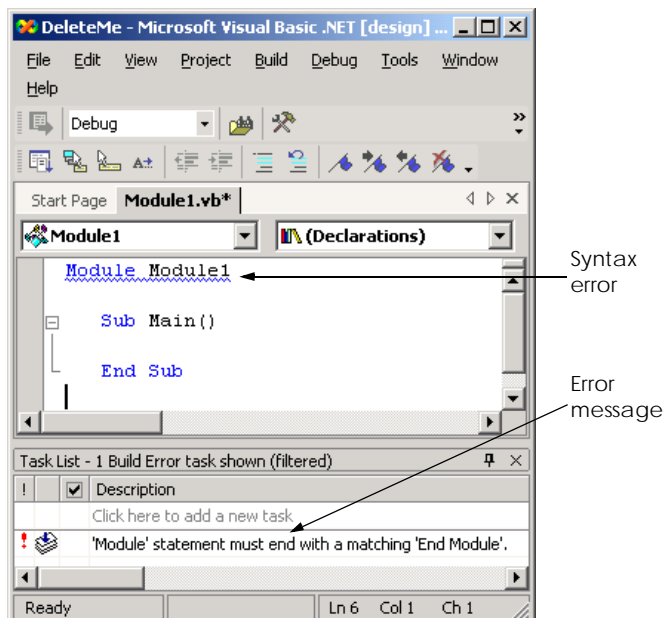 DeleteMe - Microsoft Visual Basic .NET [design] ...
File Edit View Project Build Debug Tools Window
Help
Debug
Start Page Module1.vb*
Module1 (Declarations)
Module Module1
Syntax
error
Sub Main()
End Sub
Error
message
Task List - 1 Build Error task shown (filtered)
! Description
Click here to add a new task
! 'Module' statement must end with a matching 'End Module'.
Ready Ln 6 Col 1 Ch 1